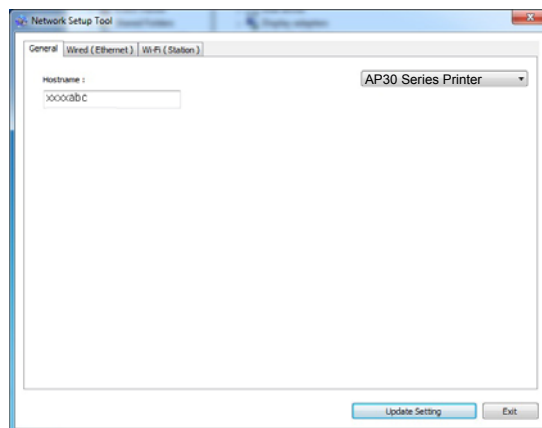 Network Setup Tool
General Wired ( Ethernet ) Wi-Fi ( Station )
Hostname :
AP30 Series Printer
xxxxabc
Update Setting Exit